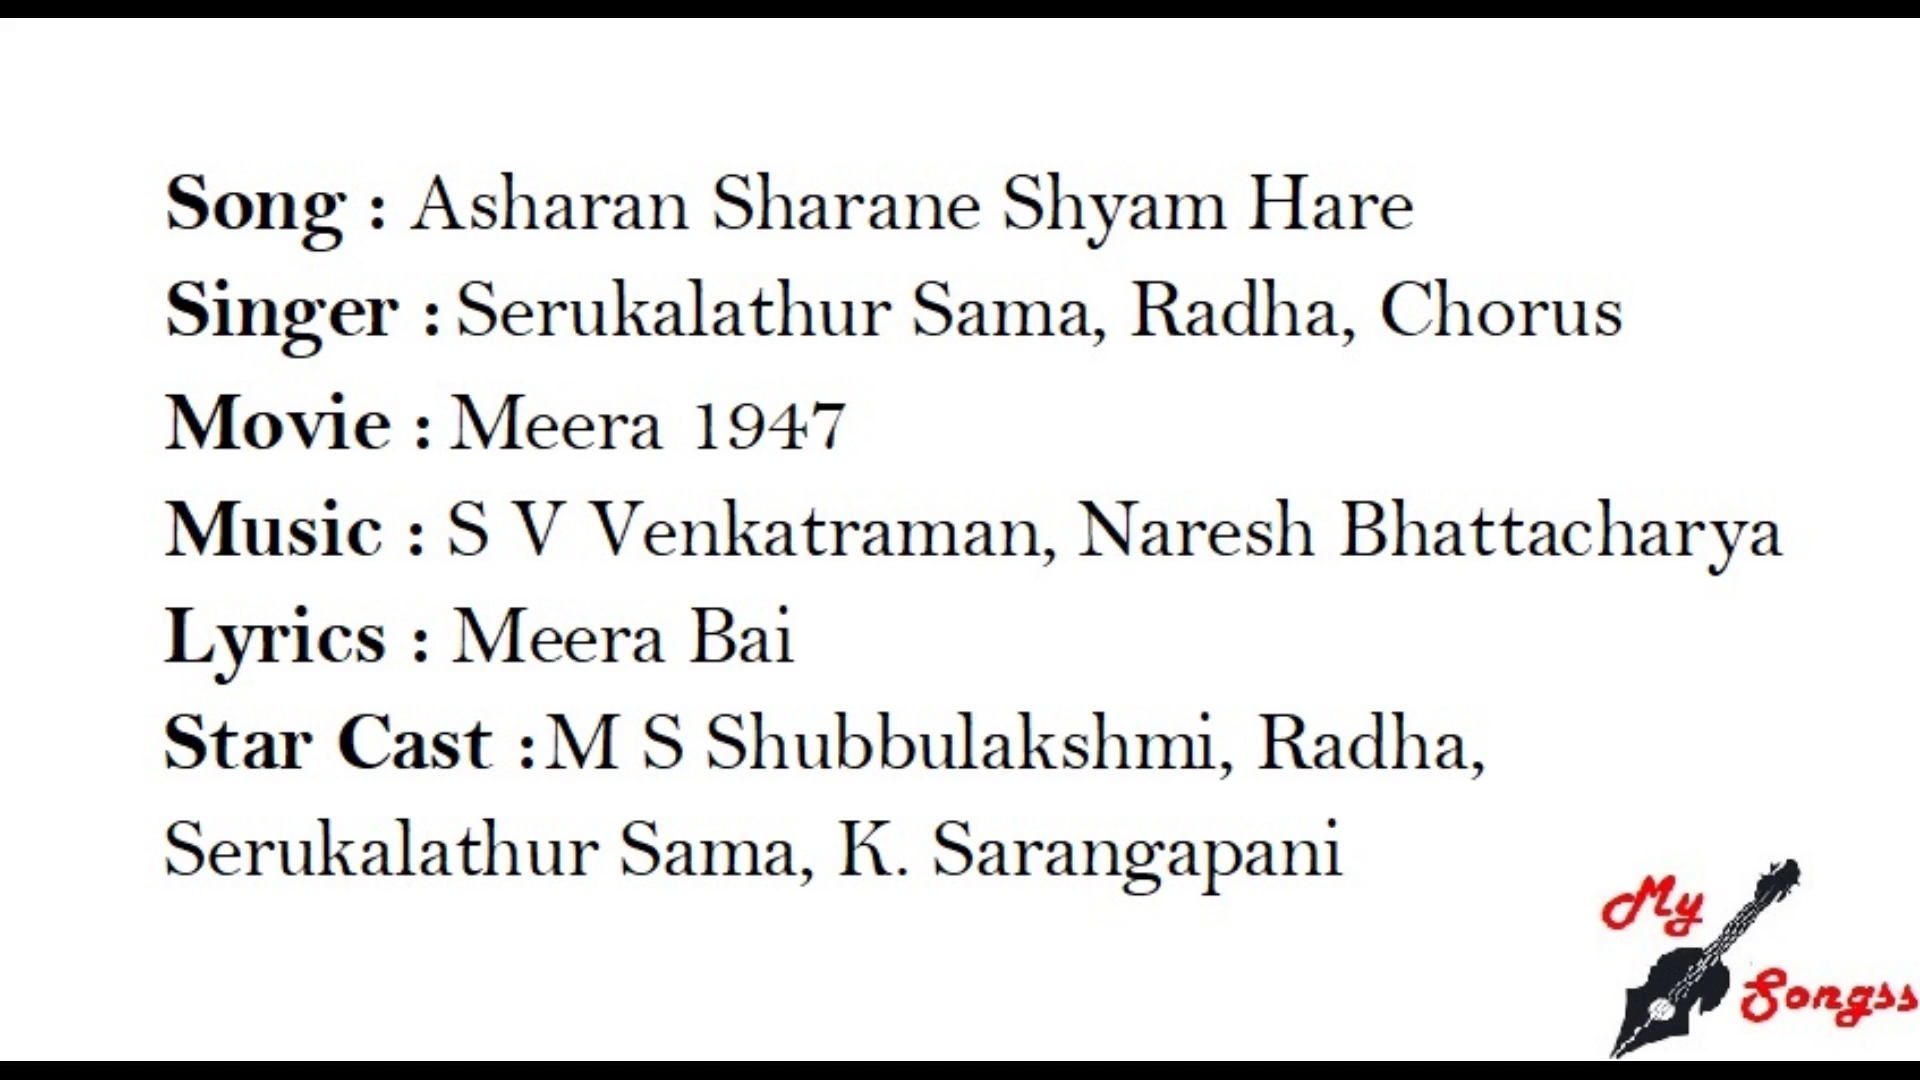 Song : Asharan Sharane Shyam Hare
Singer : Serukalathur Sama, Radha, Chorus
Movie : Meera 1947
Music : S V Venkatraman, Naresh Bhattacharya
Lyrics : Meera Bai
Star Cast : M S Shubbulakshmi, Radha,
Serukalathur Sama, K. Sarangapani
My
Songss